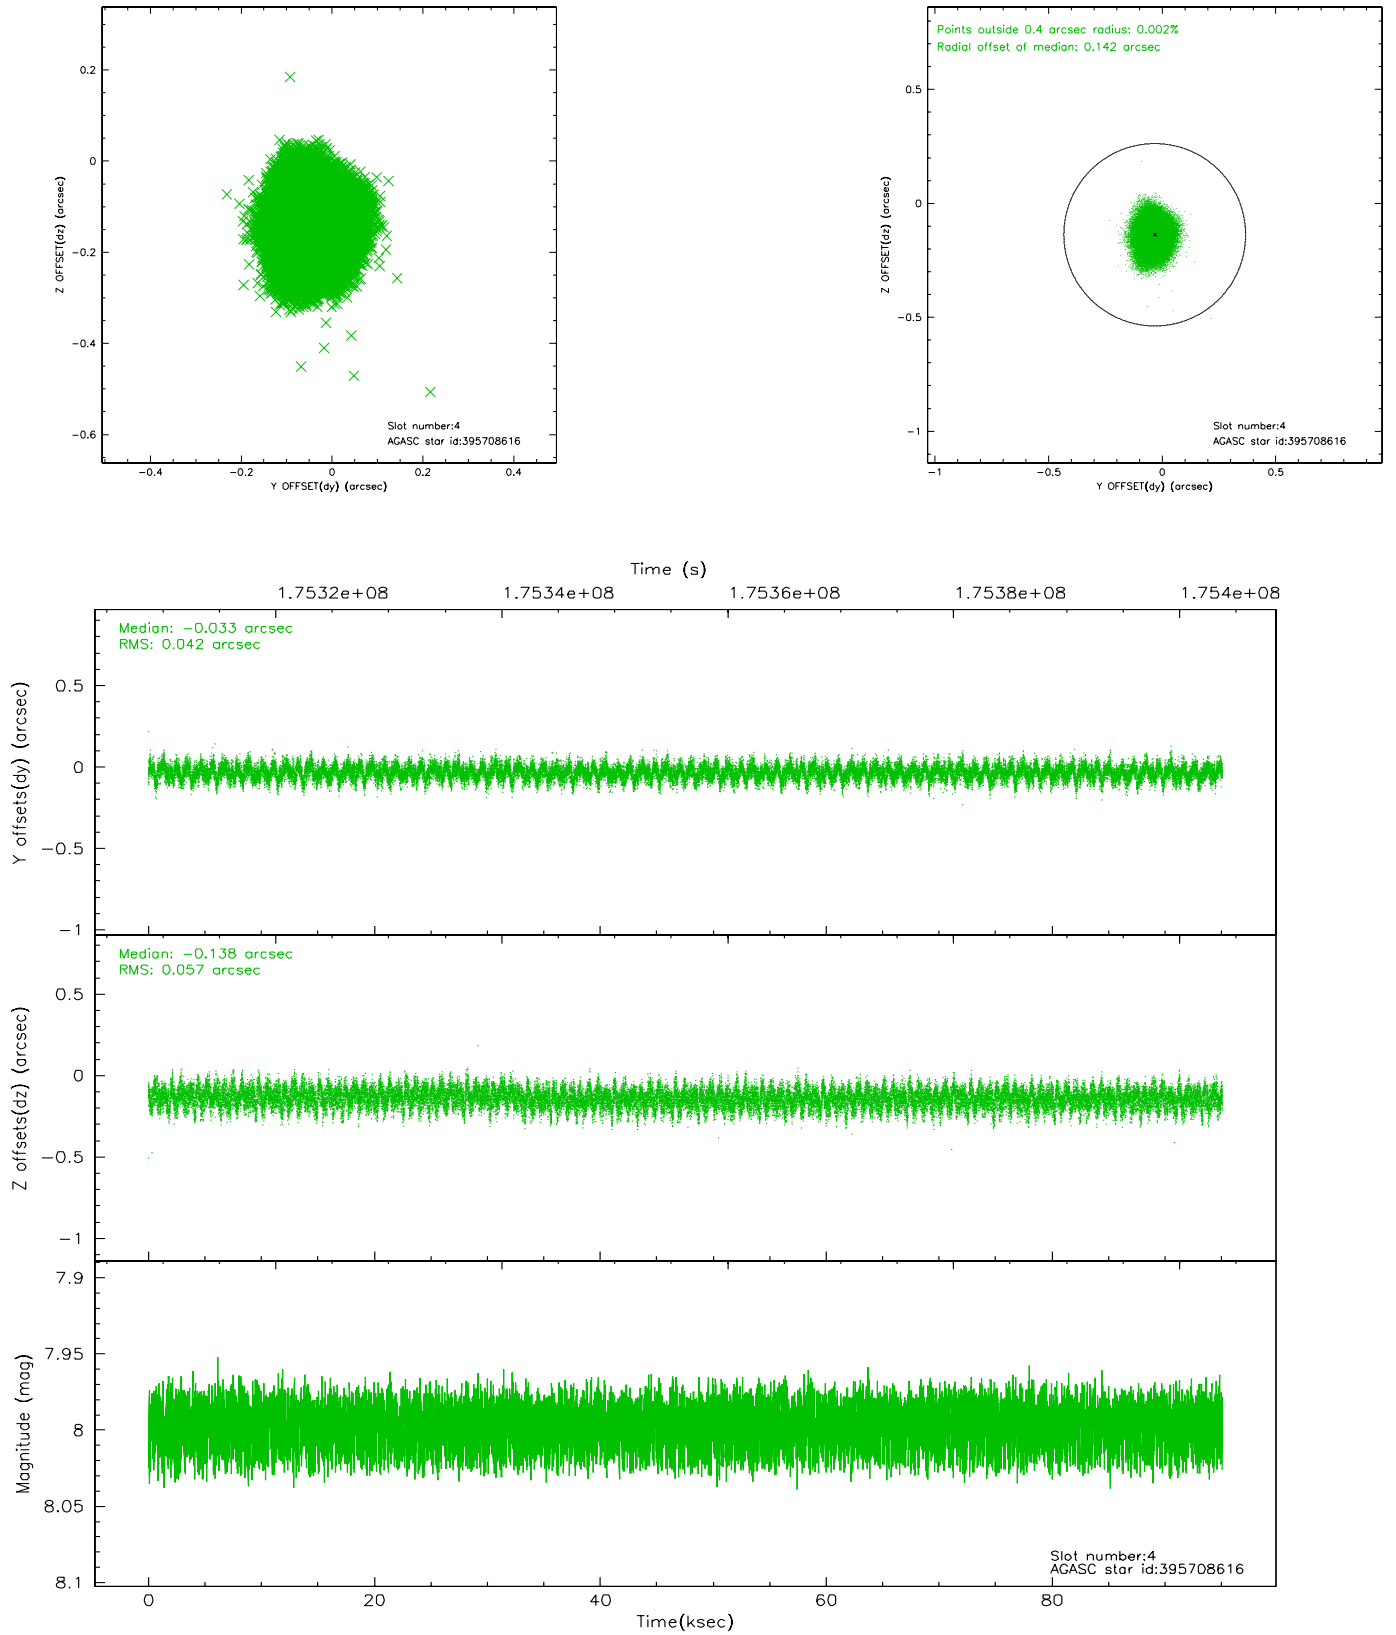 0.2
0
−0.2
−0.4
−0.6
Z OFFSET(dz) (arcsec)
Slot number:4
AGASC star id:395708616
−0.4 −0.2 0 0.2 0.4
Y OFFSET(dy) (arcsec)
Points outside 0.4 arcsec radius: 0.002%
Radial offset of median: 0.142 arcsec
0.5
0
−0.5
−1
Z OFFSET(dz) (arcsec)
Slot number:4
AGASC star id:395708616
−1 −0.5 0 0.5
Y OFFSET(dy) (arcsec)
Time (s)
1.7532e+08 1.7534e+08 1.7536e+08 1.7538e+08 1.754e+08
Median: −0.033 arcsec
RMS: 0.042 arcsec
0.5
0
−0.5
−1
Y offsets(dy) (arcsec)
Median: −0.138 arcsec
RMS: 0.057 arcsec
0.5
0
−0.5
−1
Z offsets(dz) (arcsec)
7.9
7.95
8
8.05
8.1
Magnitude (mag)
Slot number:4
AGASC star id:395708616
0 20 40 60 80
Time(ksec)